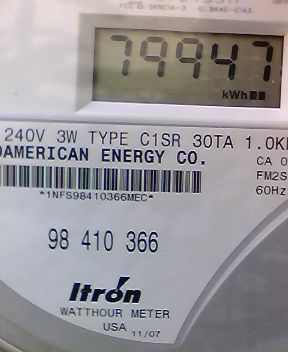 79947
kWh
240V 3W TYPE C1SR 30TA 1.0K
AMERICAN ENERGY CO.
CA 0
FM2S
60Hz
*1NFS98410366MEC*
98 410 366
Itron
WATTHOUR METER
USA 11/07